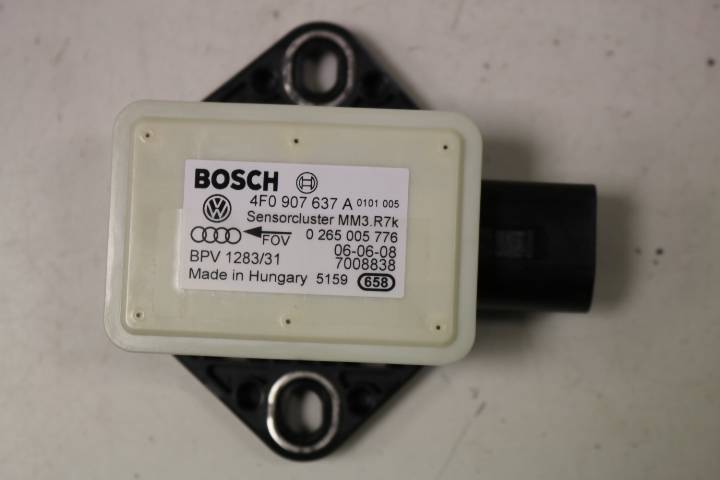 BOSCH
4F0 907 637 A 0101 005
Sensorcluster MM3.R7k
FOV 0 265 005 776
BPV 1283/31 06-06-08
7008838
Made in Hungary 5159 658